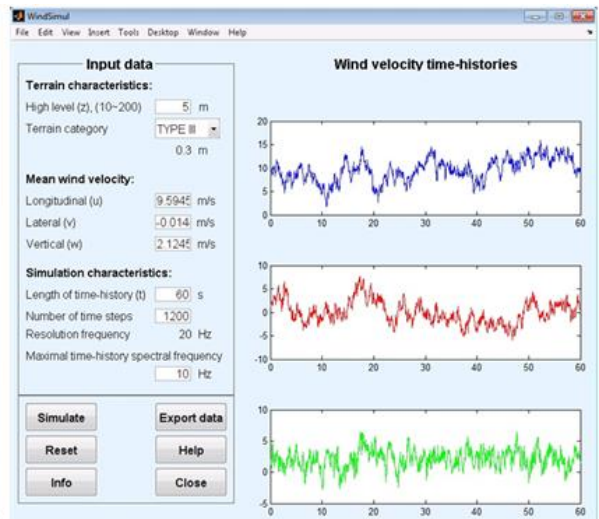 WindSimul
File Edit View Insert Tools Desktop Window Help
Input data
Terrain characteristics:
High level (z), (10~200) 5 m
Terrain category TYPE III
0.3 m
Mean wind velocity:
Longitudinal (u) 9.5945 m/s
Lateral (v) -0.014 m/s
Vertical (w) 2.1245 m/s
Simulation characteristics:
Length of time-history (t) 60 s
Number of time steps 1200
Resolution frequency 20 Hz
Maximal time-history spectral frequency
10 Hz
Simulate Export data
Reset Help
Info Close
Wind velocity time-histories
20
15
10
5
0
0 10 20 30 40 50 60
10
5
0
-5
-10
0 10 20 30 40 50 60
10
5
0
-5
0 10 20 30 40 50 60